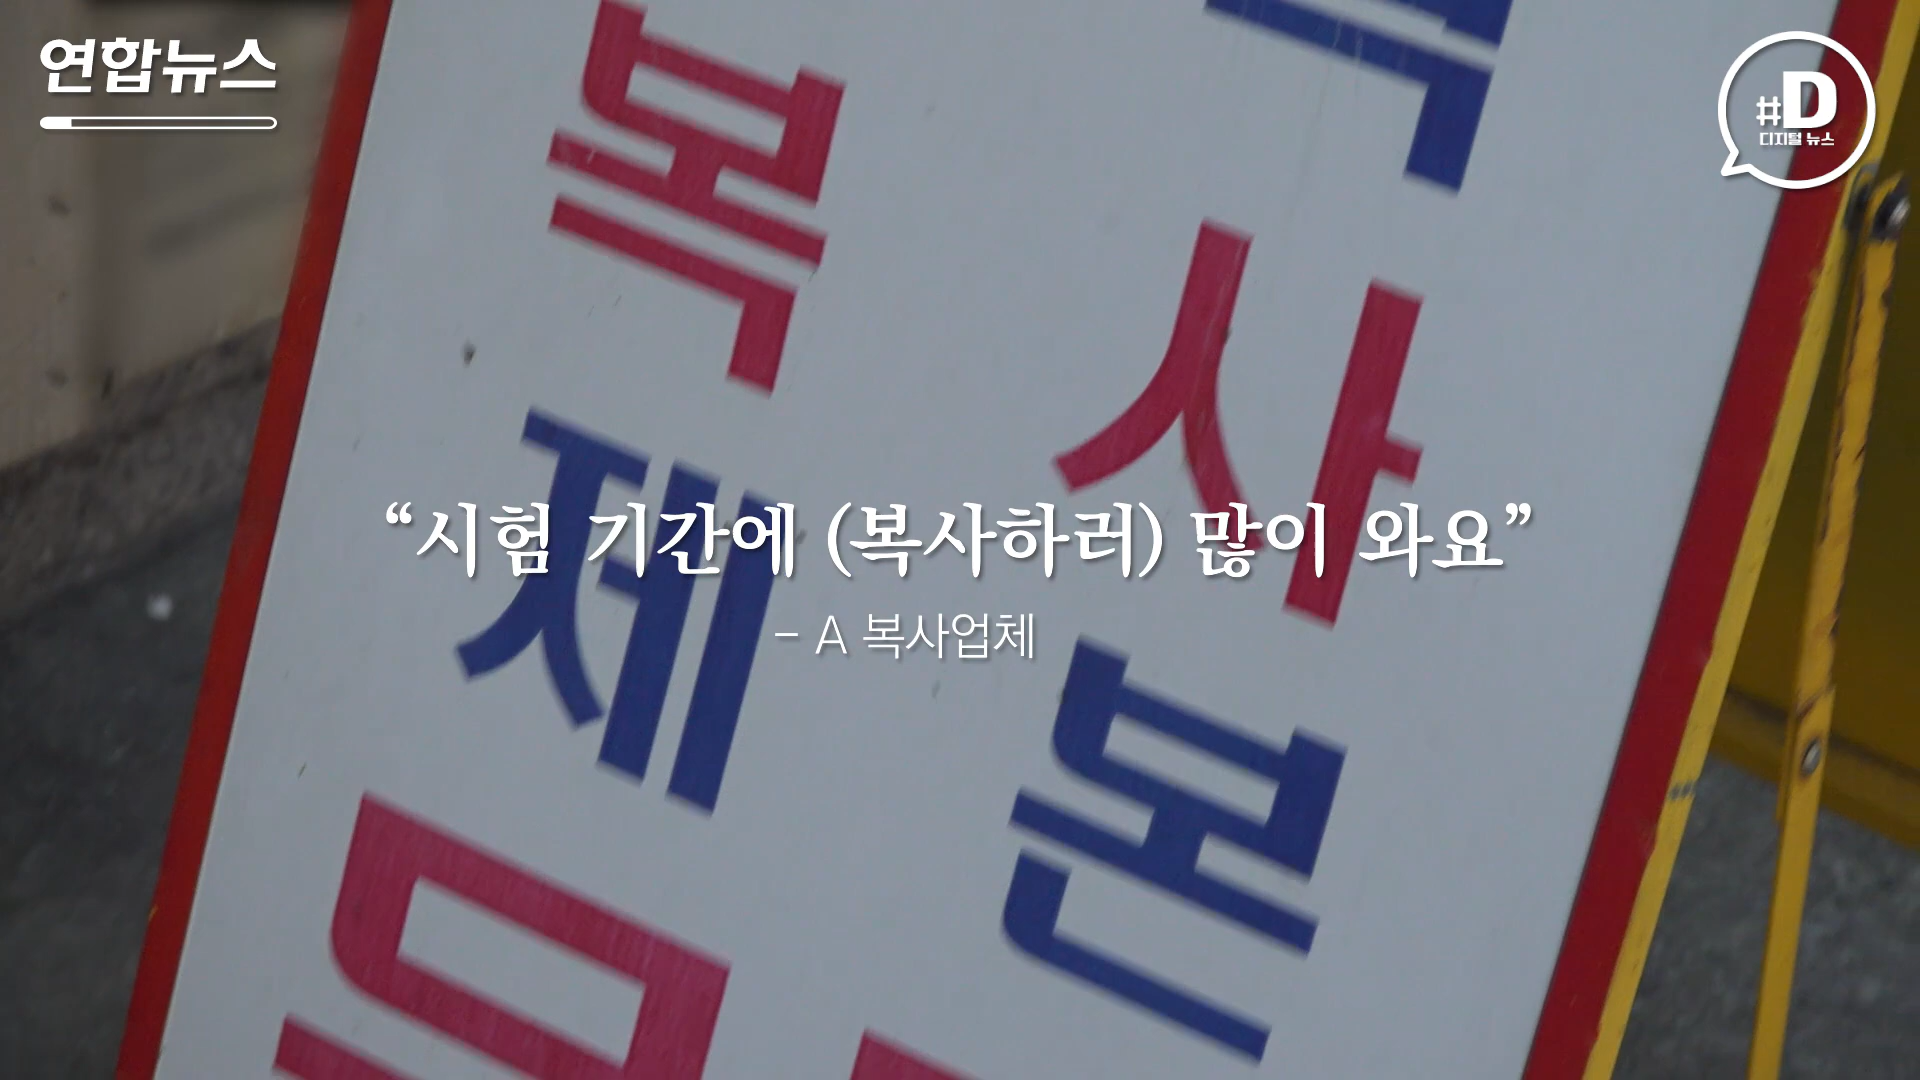 연합뉴스
#D
디지털 뉴스
복사
제본
“시험 기간에 (복사하러) 많이 와요”
- A 복사업체